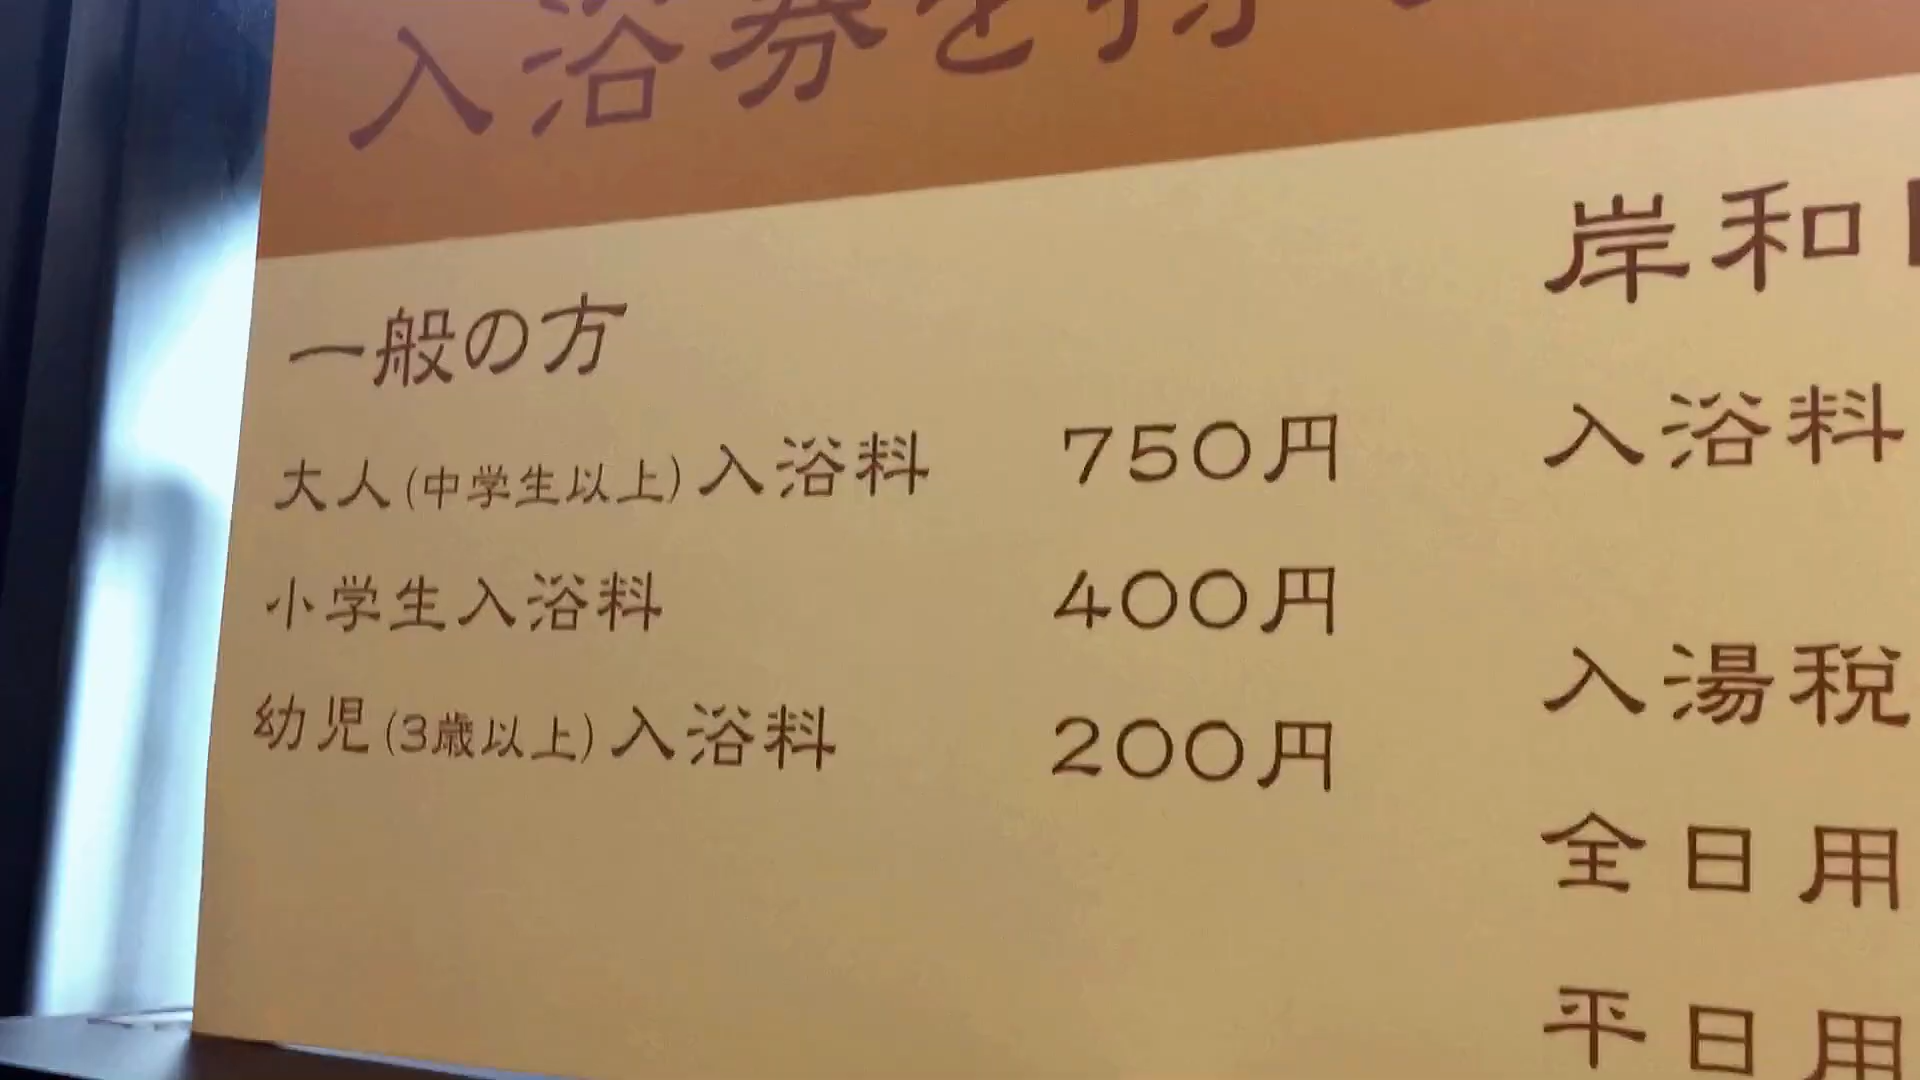 入浴券を
一般の方
大人(中学生以上)入浴料 750円
小学生入浴料 400円
幼児(3歳以上)入浴料 200円
岸和
入浴料
入湯税
全日用
平日用